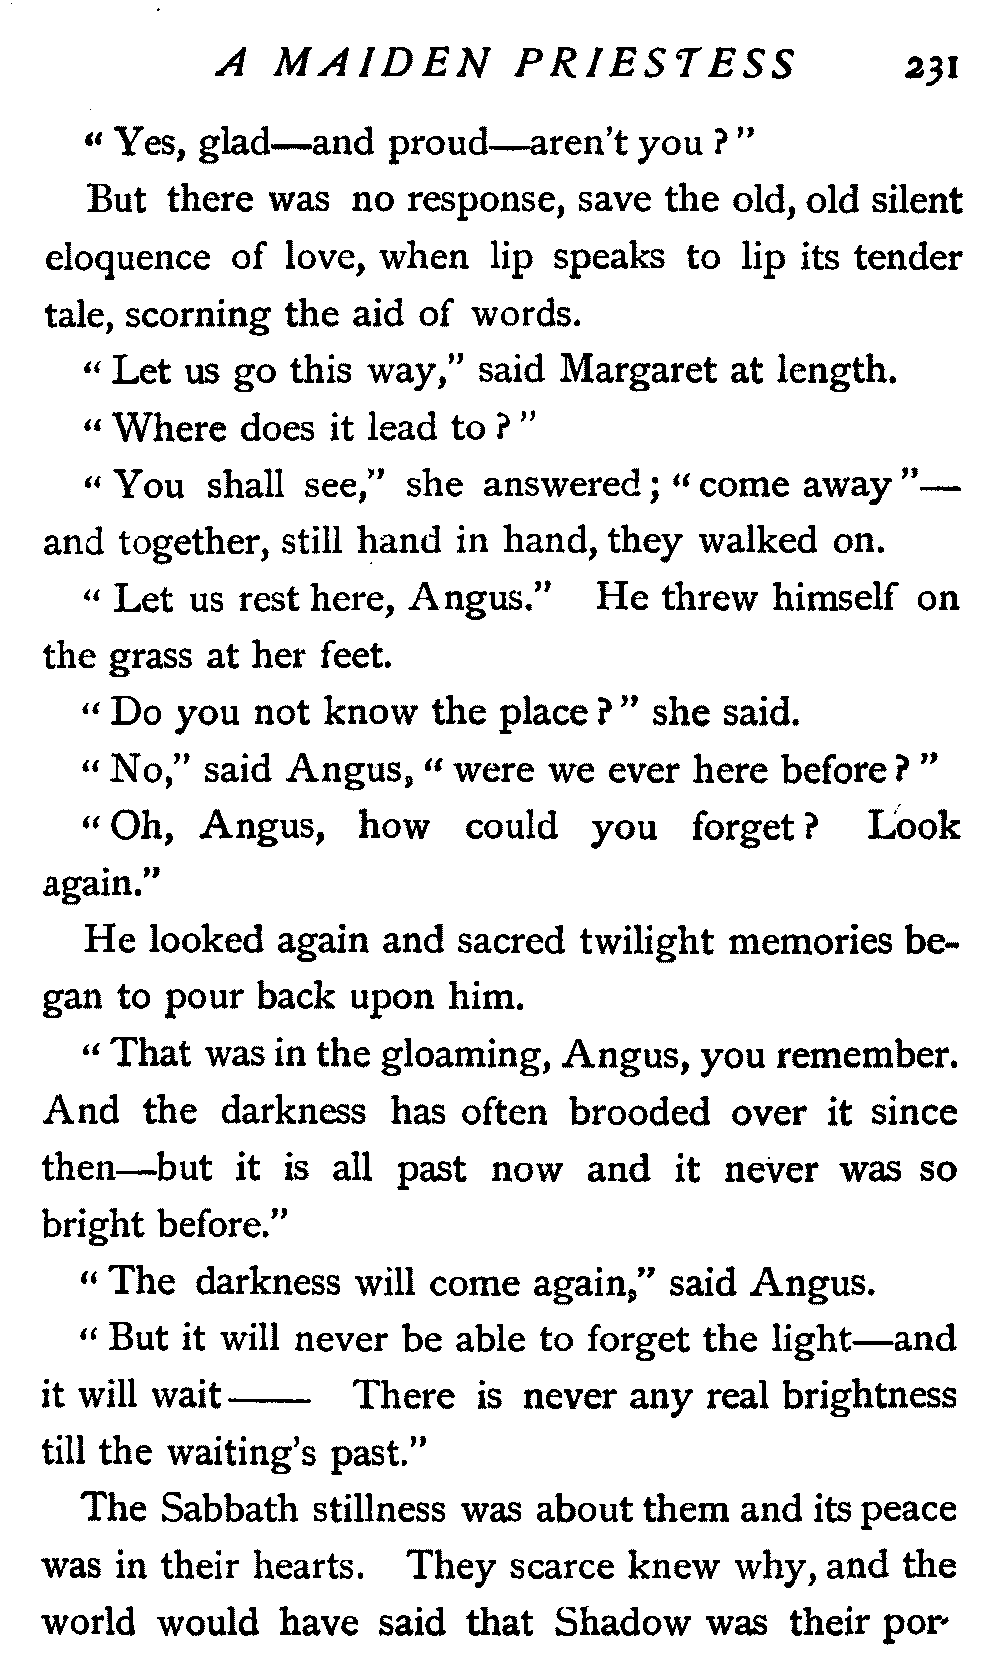 A MAIDEN PRIESTESS 231
" Yes, glad—and proud—aren't you ? "
But there was no response, save the old, old silent
eloquence of love, when lip speaks to lip its tender
tale, scorning the aid of words.
" Let us go this way," said Margaret at length.
" Where does it lead to ? "
" You shall see," she answered ; " come away "—
and together, still hand in hand, they walked on.
" Let us rest here, Angus." He threw himself on
the grass at her feet.
" Do you not know the place ? " she said.
" No," said Angus, " were we ever here before ? "
" Oh, Angus, how could you forget ? Look
again."
He looked again and sacred twilight memories be-
gan to pour back upon him.
" That was in the gloaming, Angus, you remember.
And the darkness has often brooded over it since
then—but it is all past now and it never was so
bright before."
" The darkness will come again," said Angus.
" But it will never be able to forget the light—and
it will wait—— There is never any real brightness
till the waiting's past."
The Sabbath stillness was about them and its peace
was in their hearts. They scarce knew why, and the
world would have said that Shadow was their por-